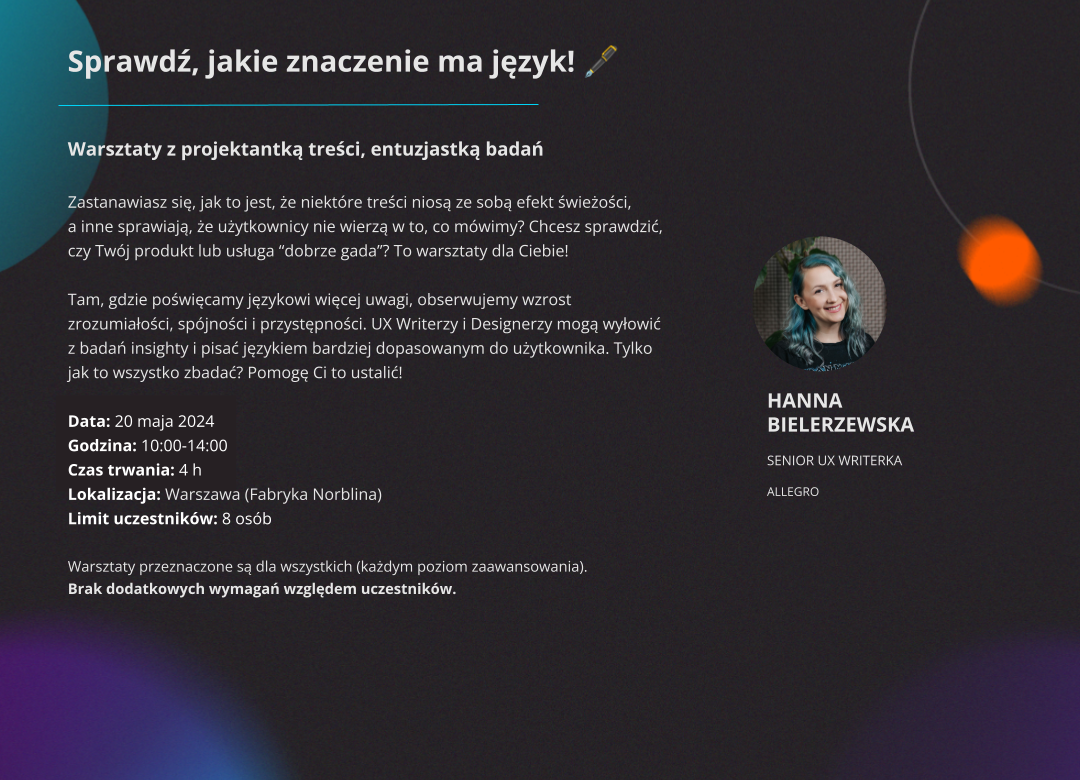 Sprawdź, jakie znaczenie ma język! 🖋️
Warsztaty z projektantką treści, entuzjastką badań
Zastanawiasz się, jak to jest, że niektóre treści niosą ze sobą efekt świeżości,
a inne sprawiają, że użytkownicy nie wierzą w to, co mówimy? Chcesz sprawdzić,
czy Twój produkt lub usługa “dobrze gada”? To warsztaty dla Ciebie!
Tam, gdzie poświęcamy językowi więcej uwagi, obserwujemy wzrost
zrozumiałości, spójności i przystępności. UX Writerzy i Designerzy mogą wyłowić
z badań insighty i pisać językiem bardziej dopasowanym do użytkownika. Tylko
jak to wszystko zbadać? Pomogę Ci to ustalić!
Data: 20 maja 2024
Godzina: 10:00-14:00
Czas trwania: 4 h
Lokalizacja: Warszawa (Fabryka Norblina)
Limit uczestników: 8 osób
Warsztaty przeznaczone są dla wszystkich (każdym poziom zaawansowania).
Brak dodatkowych wymagań względem uczestników.
HANNA
BIELERZEWSKA
SENIOR UX WRITERKA
ALLEGRO